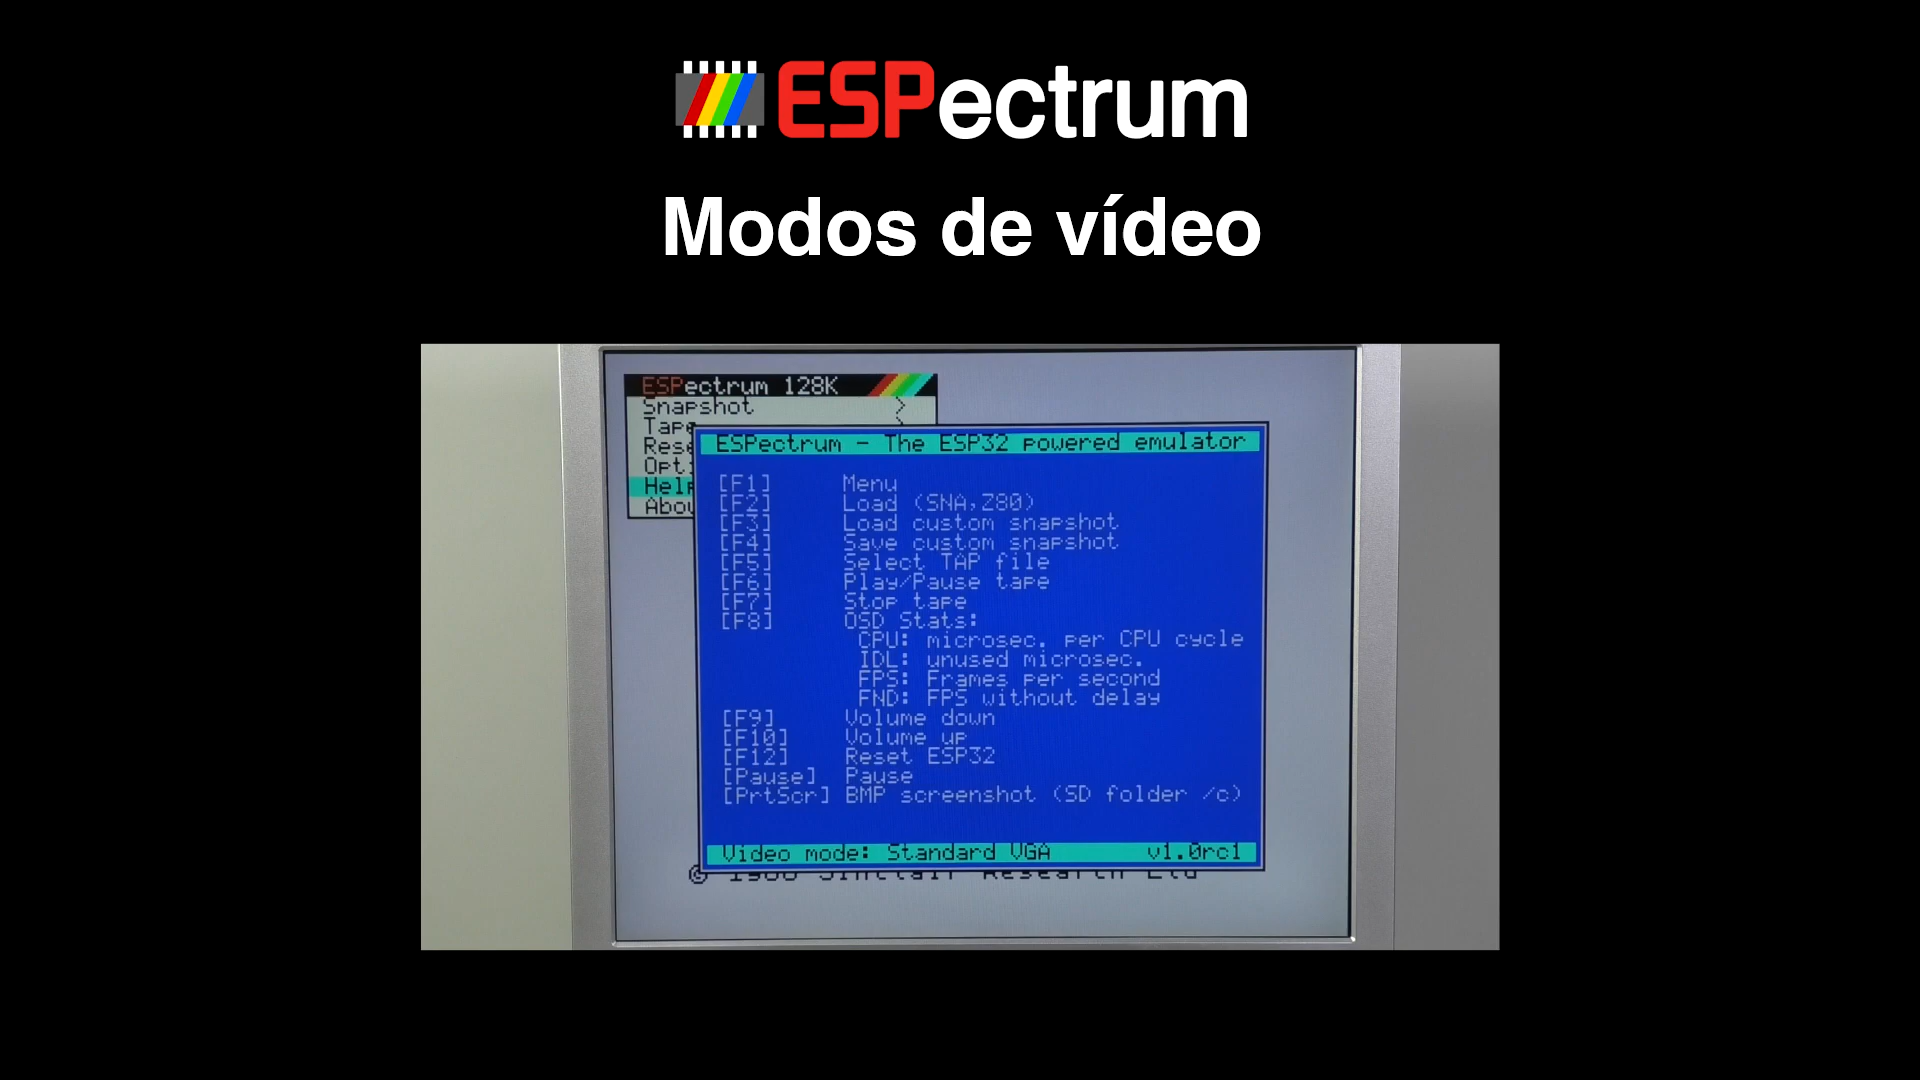 ESPectrum
Modos de vídeo
ESPectrum 128K
Snapshot >
ESPectrum - The ESP32 powered emulator
[F1] Menu
[F2] Load (SNA,Z80)
[F3] Load custom snapshot
[F4] Save custom snapshot
[F5] Select TAP file
[F6] Play/Pause tape
[F7] Stop tape
[F8] OSD Stats:
CPU: microsec. per CPU cycle
IDL: unused microsec.
FPS: Frames per second
FND: FPS without delay
[F9] Volume down
[F10] Volume up
[F12] Reset ESP32
[Pause] Pause
[PrtScr] BMP screenshot (SD folder /c)
Video mode: Standard VGA v1.0rc1
© 1986 Sinclair Research Ltd